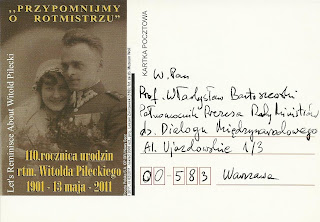 ,,PRZYPOMNIJMY
O ROTMISTRZU"
Let's Reminisce About Witold Pilecki
110.rocznica urodzin
rtm. Witolda Pileckiego
1901 - 13 maja - 2011
KARTKA POCZTOWA
W. Pan
Prof. Władysław Bartoszewski
Pełnomocnik Prezesa Rady Ministrów
ds. Dialogu Międzynarodowego
Al. Ujazdowskie 1/3
00-583 Warszawa